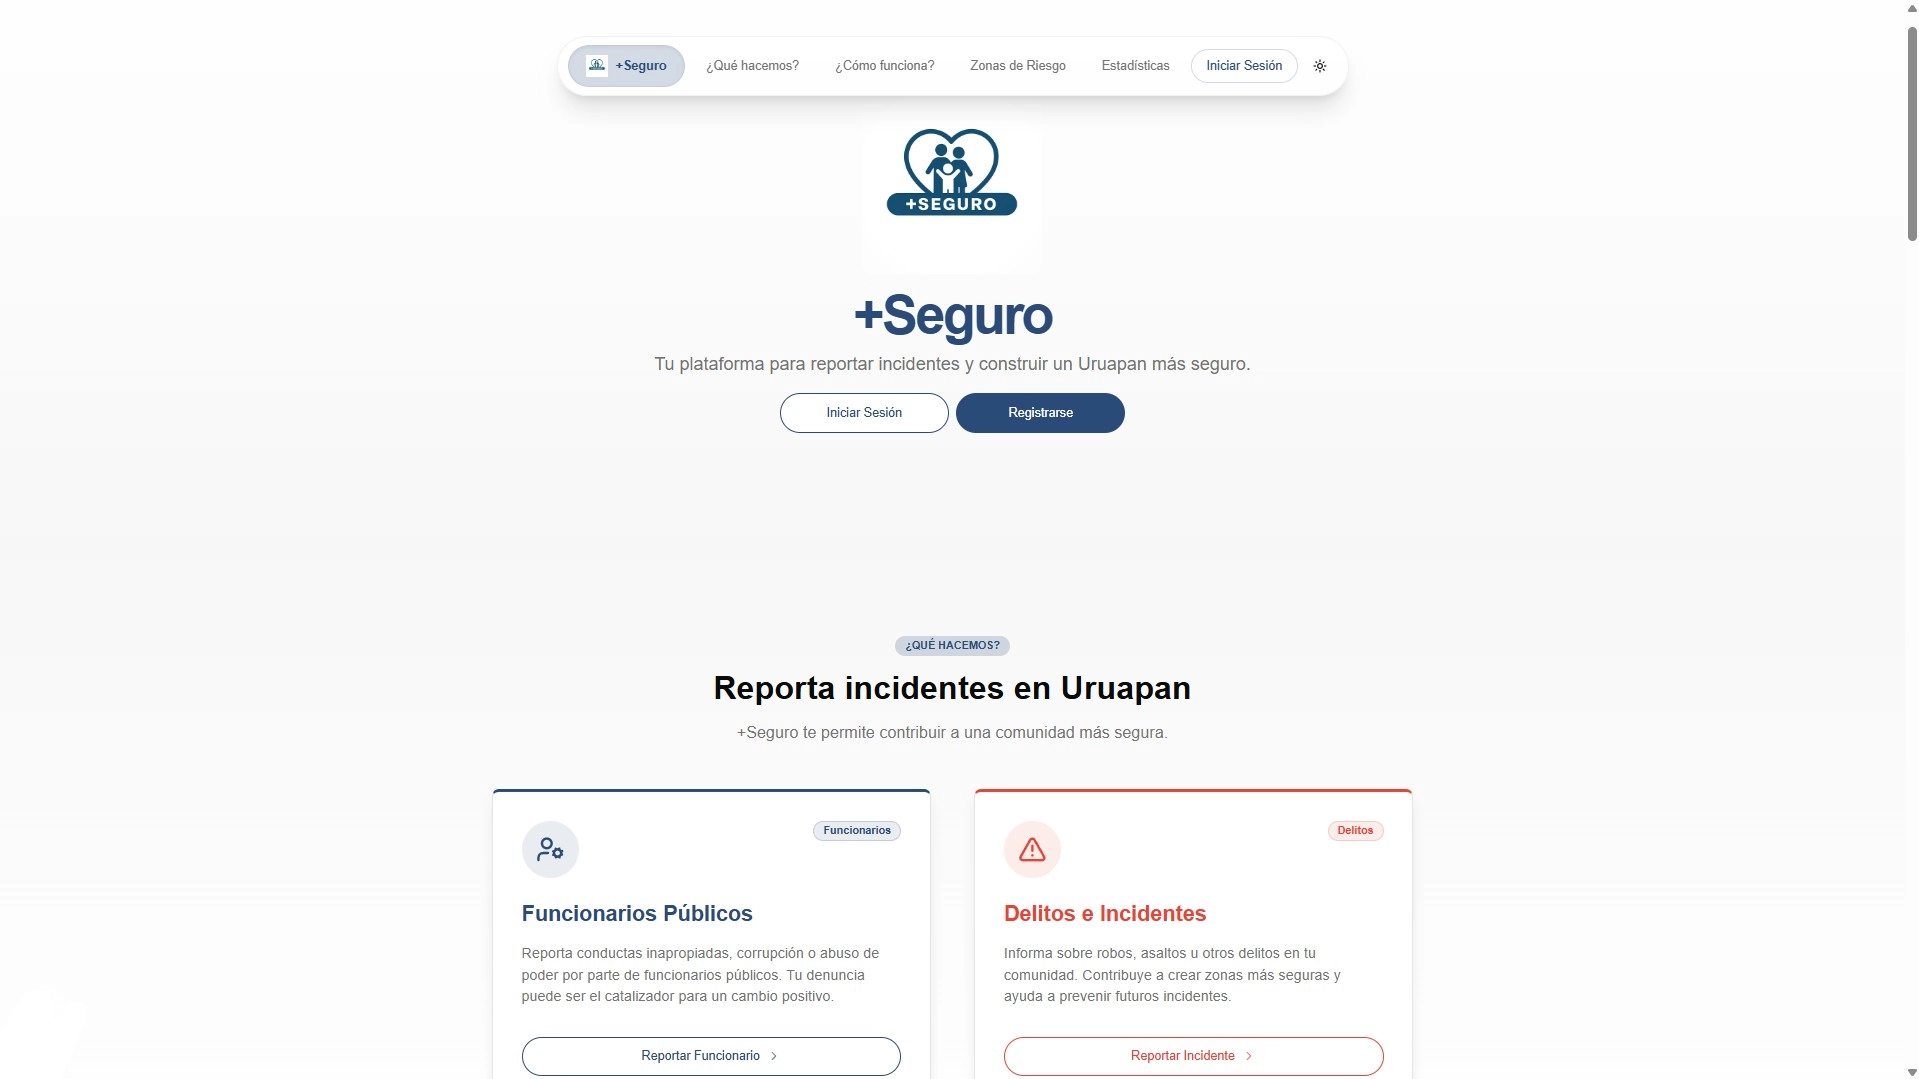 +Seguro
¿Qué hacemos?
¿Cómo funciona?
Zonas de Riesgo
Estadísticas
Iniciar Sesión
+SEGURO
+Seguro
Tu plataforma para reportar incidentes y construir un Uruapan más seguro.
Iniciar Sesión
Registrarse
¿QUÉ HACEMOS?
Reporta incidentes en Uruapan
+Seguro te permite contribuir a una comunidad más segura.
Funcionarios
Funcionarios Públicos
Reporta conductas inapropiadas, corrupción o abuso de
poder por parte de funcionarios públicos. Tu denuncia
puede ser el catalizador para un cambio positivo.
Reportar Funcionario
Delitos
Delitos e Incidentes
Informa sobre robos, asaltos u otros delitos en tu
comunidad. Contribuye a crear zonas más seguras y
ayuda a prevenir futuros incidentes.
Reportar Incidente